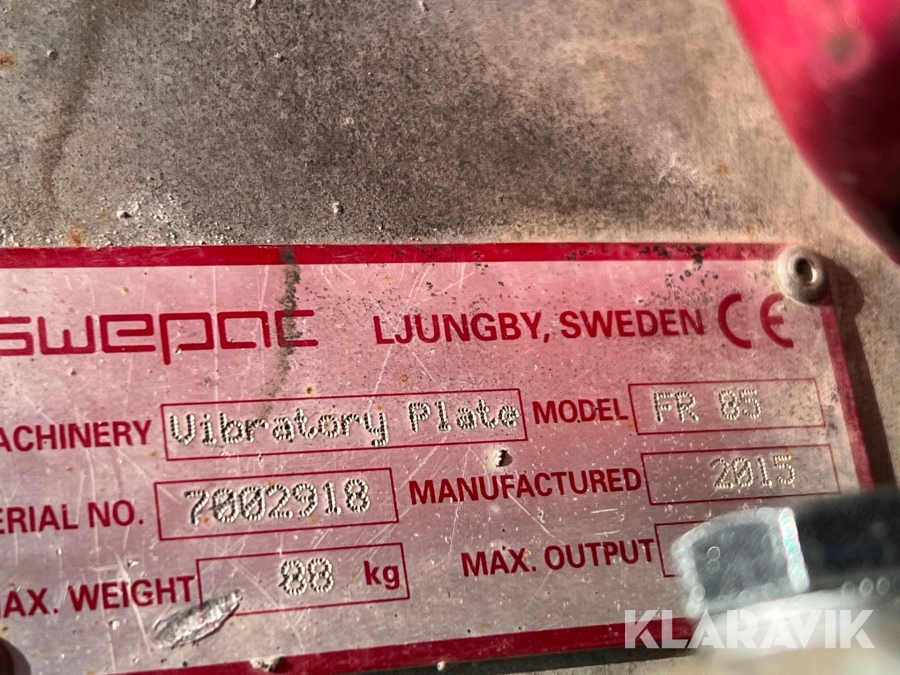 swepac LJUNGBY, SWEDEN CE
ACHINERY Vibratory Plate MODEL FR 85
ERIAL NO. 7002918 MANUFACTURED 2015
AX. WEIGHT 88 kg MAX. OUTPUT
KLARAVIK